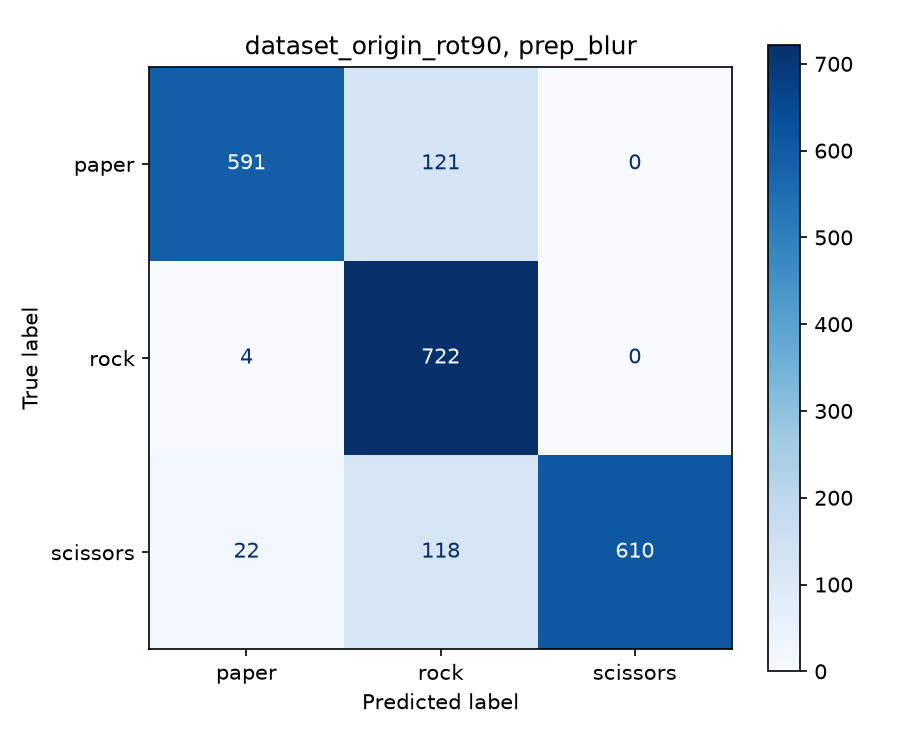 dataset_origin_rot90, prep_blur
True label
paper
591 121 0
rock
4 722 0
scissors
22 118 610
paper rock scissors
Predicted label
700
600
500
400
300
200
100
0